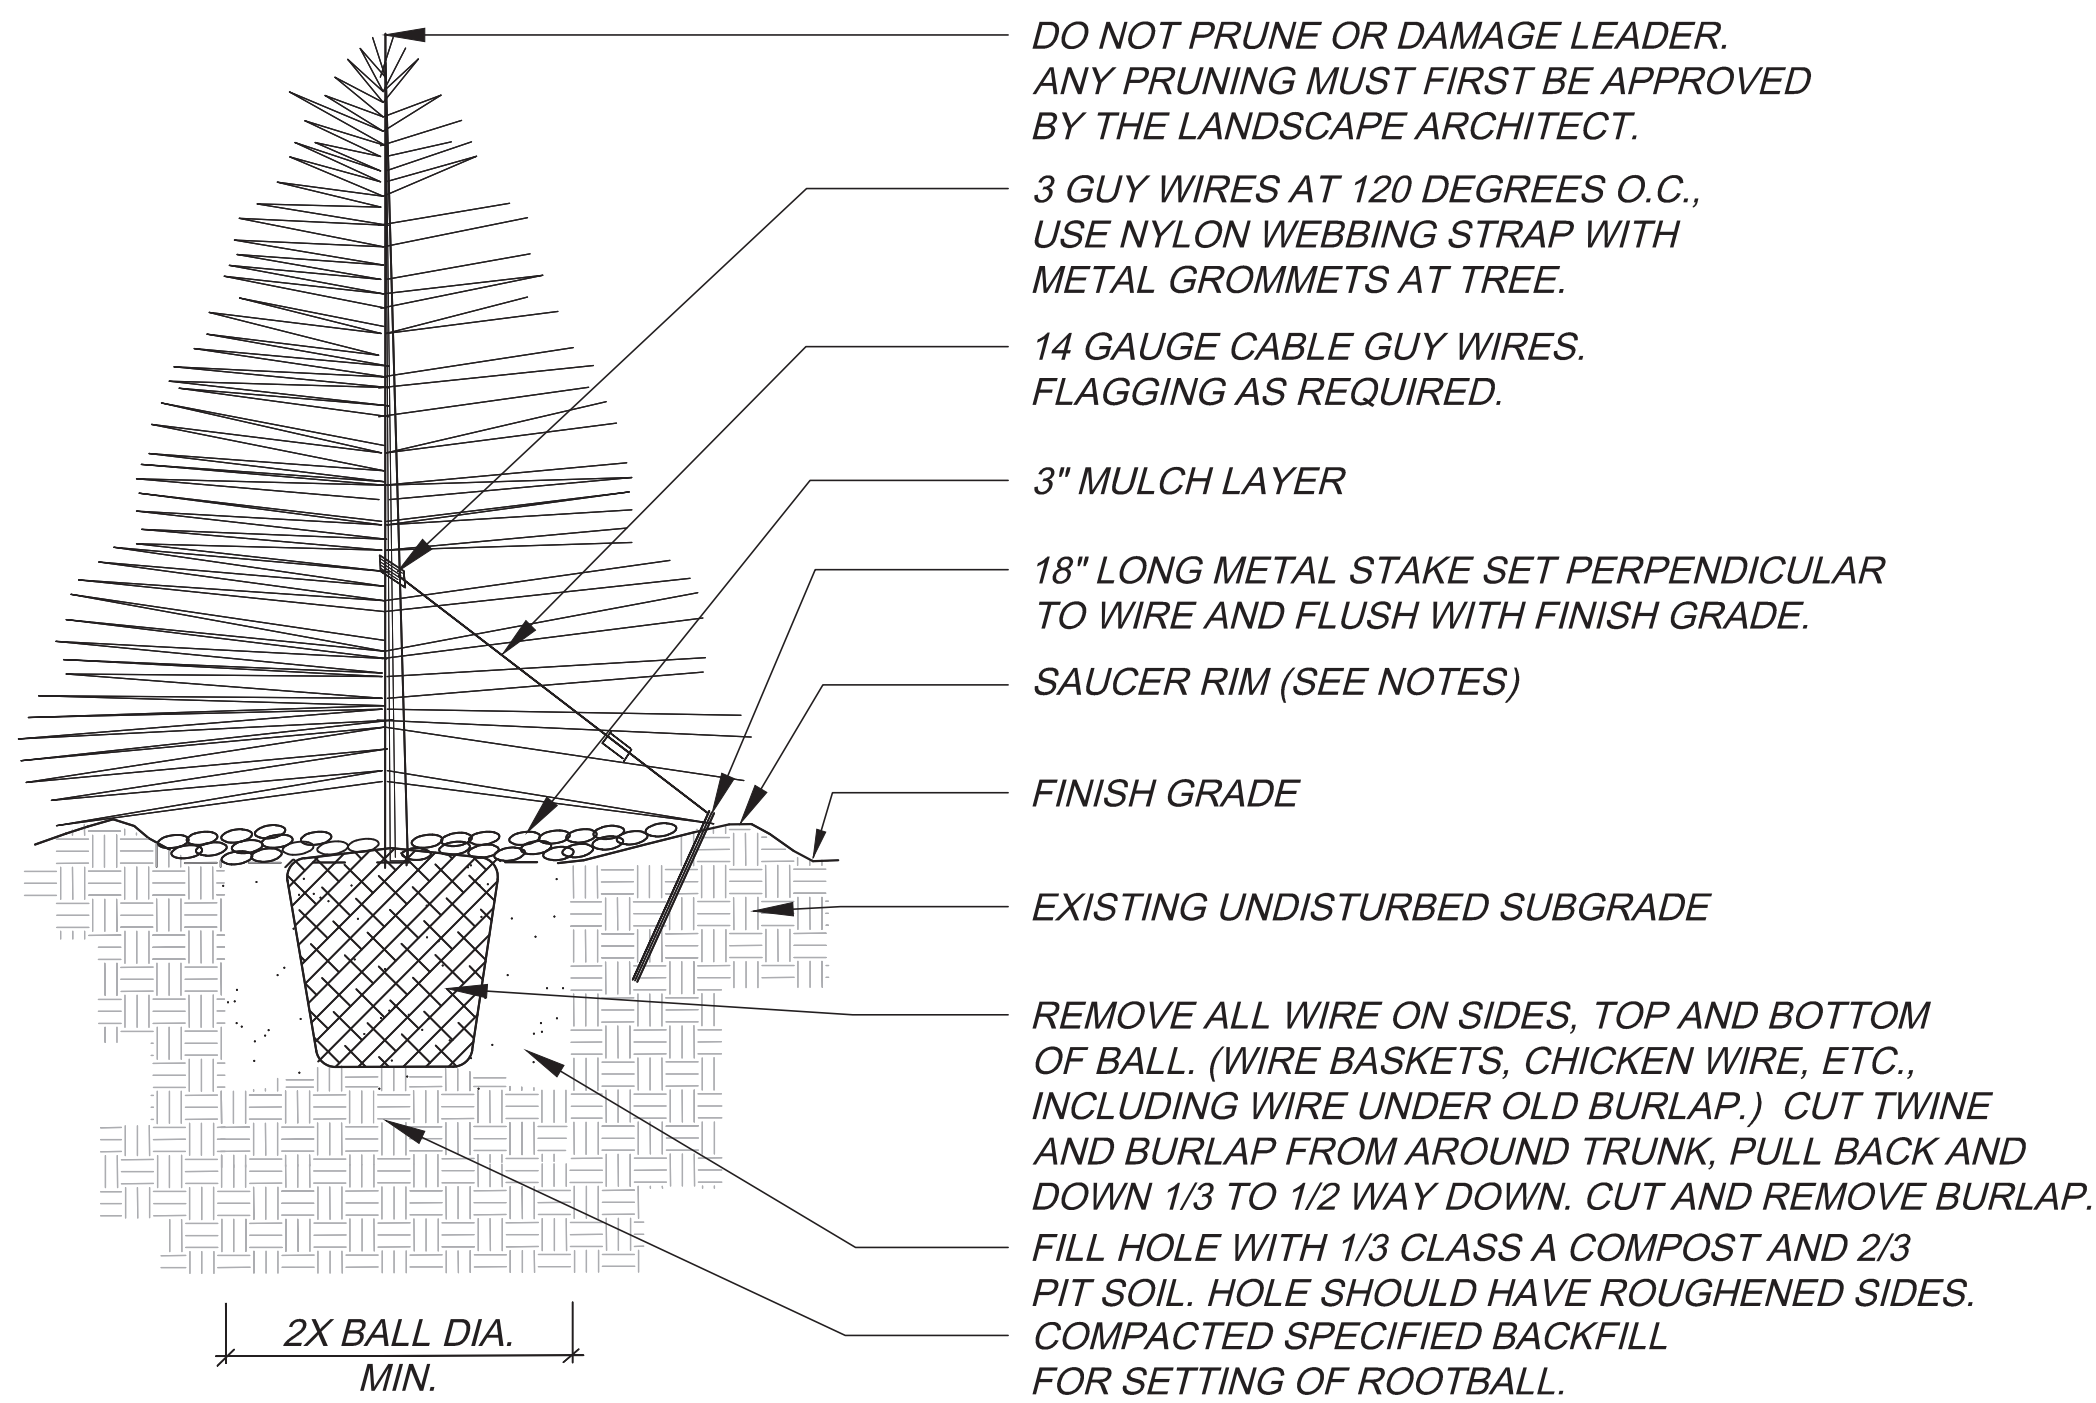 DO NOT PRUNE OR DAMAGE LEADER.
ANY PRUNING MUST FIRST BE APPROVED
BY THE LANDSCAPE ARCHITECT.
3 GUY WIRES AT 120 DEGREES O.C.,
USE NYLON WEBBING STRAP WITH
METAL GROMMETS AT TREE.
14 GAUGE CABLE GUY WIRES.
FLAGGING AS REQUIRED.
3" MULCH LAYER
18" LONG METAL STAKE SET PERPENDICULAR
TO WIRE AND FLUSH WITH FINISH GRADE.
SAUCER RIM (SEE NOTES)
FINISH GRADE
EXISTING UNDISTURBED SUBGRADE
REMOVE ALL WIRE ON SIDES, TOP AND BOTTOM
OF BALL. (WIRE BASKETS, CHICKEN WIRE, ETC.,
INCLUDING WIRE UNDER OLD BURLAP.)  CUT TWINE
AND BURLAP FROM AROUND TRUNK, PULL BACK AND
DOWN 1/3 TO 1/2 WAY DOWN. CUT AND REMOVE BURLAP.
FILL HOLE WITH 1/3 CLASS A COMPOST AND 2/3
PIT SOIL. HOLE SHOULD HAVE ROUGHENED SIDES.
COMPACTED SPECIFIED BACKFILL
FOR SETTING OF ROOTBALL.
2X BALL DIA.
MIN.